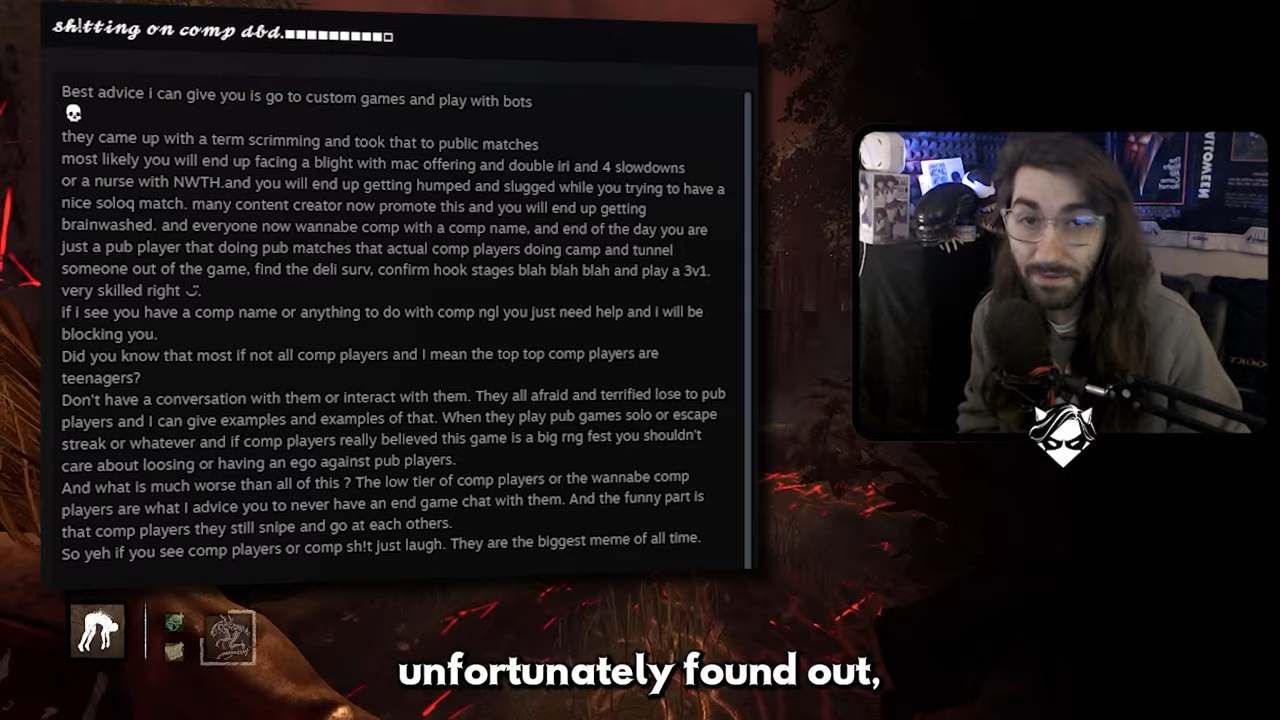 sh!tting on comp dbd.■■■■■■■■■□
Best advice i can give you is go to custom games and play with bots
💀
they came up with a term scrimming and took that to public matches
most likely you will end up facing a blight with mac offering and double iri and 4 slowdowns
or a nurse with NWTH.and you will end up getting humped and slugged while you trying to have a
nice soloq match. many content creator now promote this and you will end up getting
brainwashed. and everyone now wannabe comp with a comp name, and end of the day you are
just a pub player that doing pub matches that actual comp players doing camp and tunnel
someone out of the game, find the deli surv, confirm hook stages blah blah blah and play a 3v1.
very skilled right ツ.
if i see you have a comp name or anything to do with comp ngl you just need help and i will be
blocking you.
Did you know that most if not all comp players and I mean the top top comp players are
teenagers?
Don't have a conversation with them or interact with them. They all afraid and terrified lose to pub
players and I can give examples and examples of that. When they play pub games solo or escape
streak or whatever and if comp players really believed this game is a big rng fest you shouldn't
care about loosing or having an ego against pub players.
And what is much worse than all of this ? The low tier of comp players or the wannabe comp
players are what I advice you to never have an end game chat with them. And the funny part is
that comp players they still snipe and go at each others.
So yeh if you see comp players or comp sh!t just laugh. They are the biggest meme of all time.
HALLOWEEN
unfortunately found out,